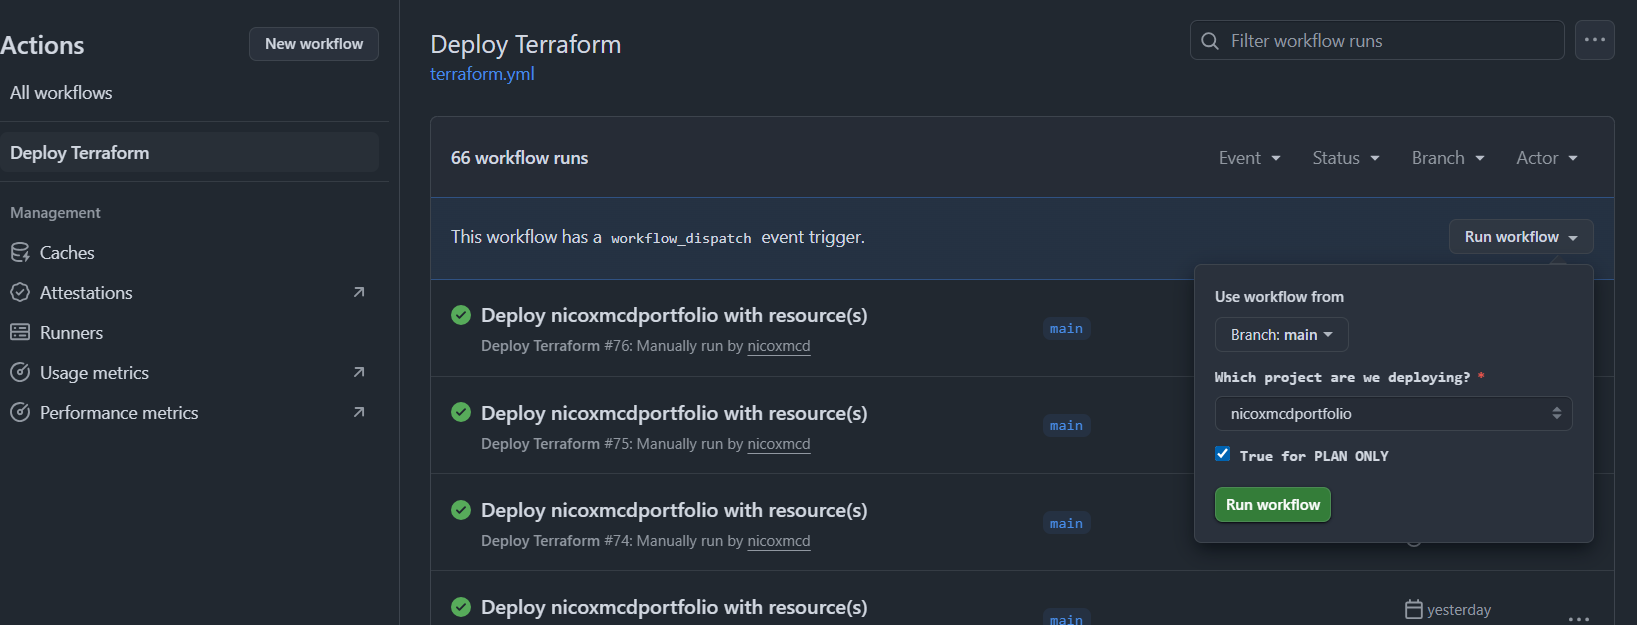 Actions
New workflow
All workflows
Deploy Terraform
Management
Caches
Attestations
Runners
Usage metrics
Performance metrics
Deploy Terraform
terraform.yml
Filter workflow runs
66 workflow runs
Event
Status
Branch
Actor
This workflow has a workflow_dispatch event trigger.
Run workflow
Use workflow from
Branch: main
Which project are we deploying? *
nicoxmcdportfolio
True for PLAN ONLY
Run workflow
Deploy nicoxmcdportfolio with resource(s)
Deploy Terraform #76: Manually run by nicoxmcd
main
Deploy nicoxmcdportfolio with resource(s)
Deploy Terraform #75: Manually run by nicoxmcd
main
Deploy nicoxmcdportfolio with resource(s)
Deploy Terraform #74: Manually run by nicoxmcd
main
Deploy nicoxmcdportfolio with resource(s)
main
yesterday